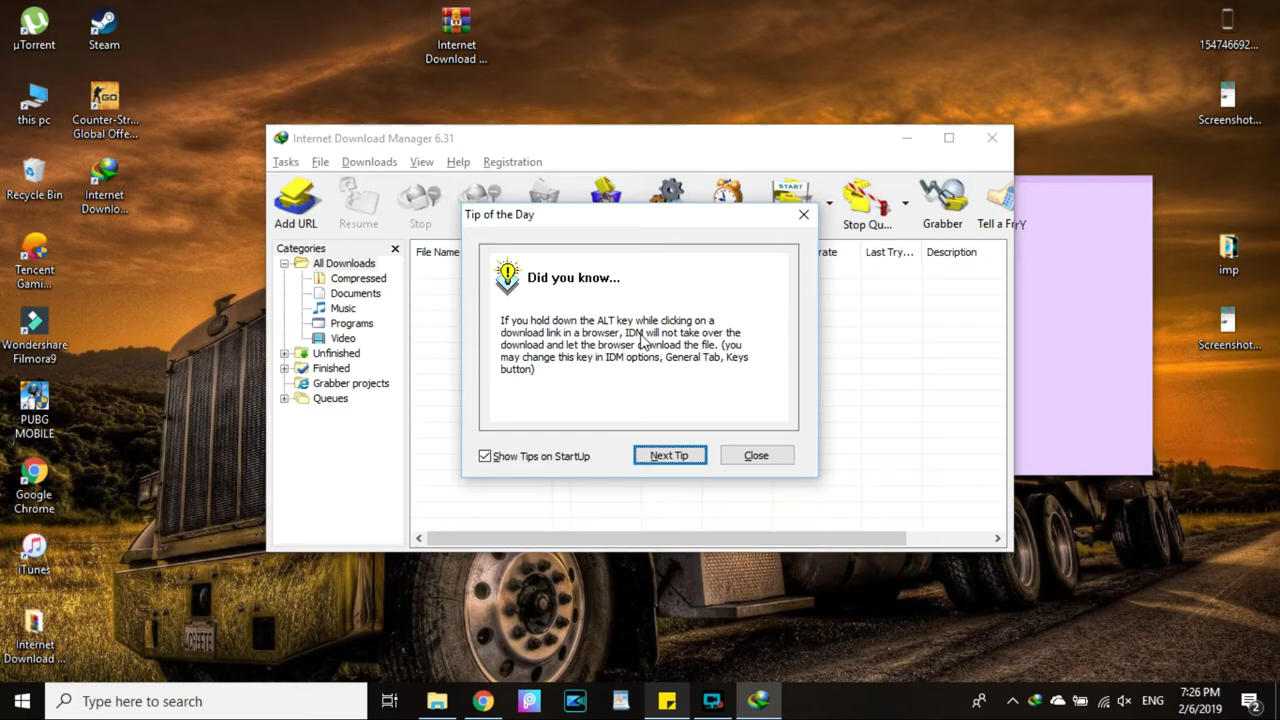 µTorrent
Steam
Internet
Download ...
154746692...
this pc
Counter-Str...
Global Offe...
Screenshot...
Recycle Bin
Internet
Downlo...
Tencent
Gami...
imp
Wondershare
Filmora9
Screenshot...
PUBG
MOBILE
Google
Chrome
iTunes
Internet
Download ...
Internet Download Manager 6.31
Tasks File Downloads View Help Registration
Add URL Resume Stop START Stop Qu... Grabber Tell a Fr
Categories
All Downloads
Compressed
Documents
Music
Programs
Video
Unfinished
Finished
Grabber projects
Queues
File Name Last Try... Description
Tip of the Day
Did you know...
If you hold down the ALT key while clicking on a
download link in a browser, IDM will not take over the
download and let the browser download the file. (you
may change this key in IDM options, General Tab, Keys
button)
Show Tips on StartUp Next Tip Close
Type here to search
ENG
7:26 PM
2/6/2019
2